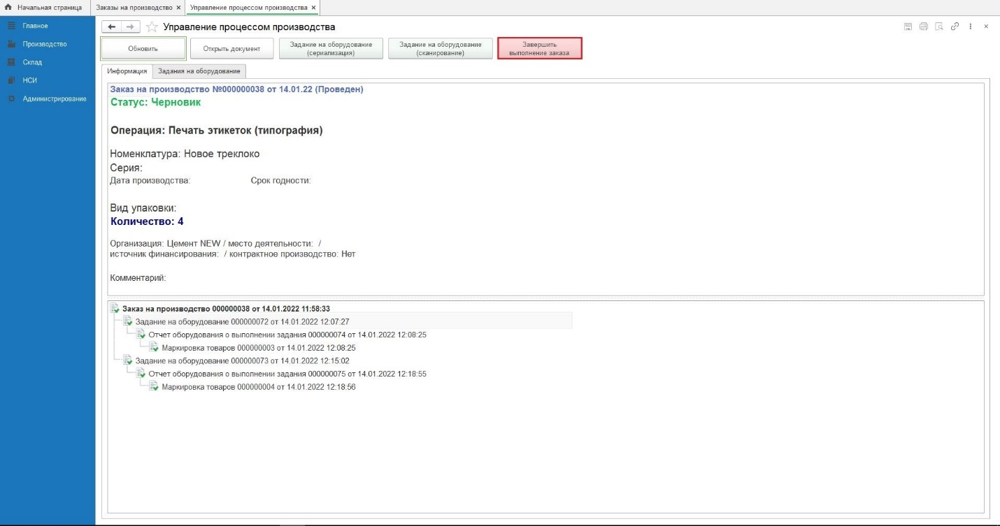 Начальная страница
Заказы на производство ×
Управление процессом производства ×
Главное
Производство
Склад
НСИ
Администрирование
Управление процессом производства
Обновить
Открыть документ
Задание на оборудование
(сериализация)
Задание на оборудование
(сканирование)
Завершить
выполнение заказа
Информация
Задания на оборудование
Заказ на производство №000000038 от 14.01.22 (Проведен)
Статус: Черновик
Операция: Печать этикеток (типография)
Номенклатура: Новое треклоко
Серия:
Дата производства: Срок годности:
Вид упаковки:
Количество: 4
Организация: Цемент NEW / место деятельности: /
источник финансирования: / контрактное производство: Нет
Комментарий:
Заказ на производство 000000038 от 14.01.2022 11:58:33
Задание на оборудование 000000072 от 14.01.2022 12:07:27
Отчет оборудования о выполнении задания 000000074 от 14.01.2022 12:08:25
Маркировка товаров 000000003 от 14.01.2022 12:08:25
Задание на оборудование 000000073 от 14.01.2022 12:15:02
Отчет оборудования о выполнении задания 000000075 от 14.01.2022 12:18:55
Маркировка товаров 000000004 от 14.01.2022 12:18:56